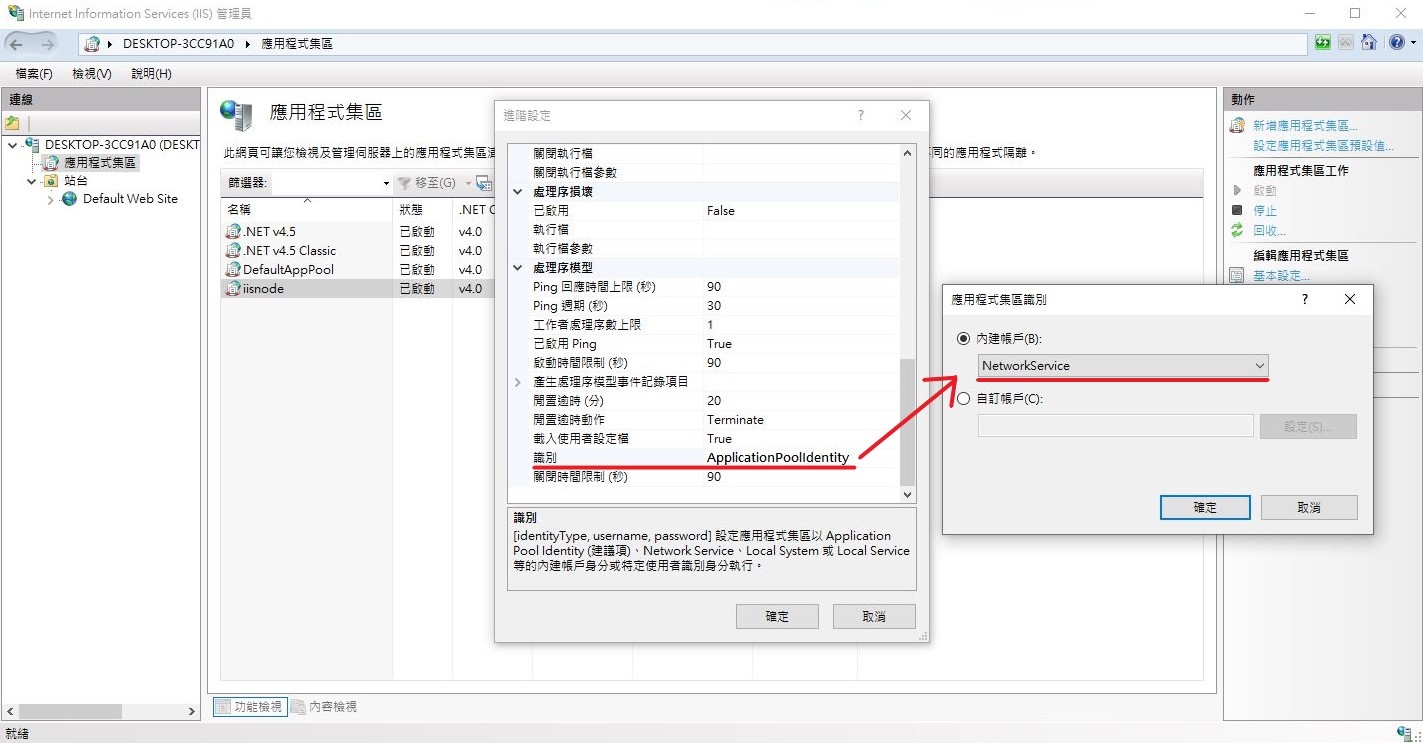 Internet Information Services (IIS) 管理員
DESKTOP-3CC91A0 應用程式集區
檔案(F) 檢視(V) 說明(H)
連線
DESKTOP-3CC91A0 (DESKT
應用程式集區
站台
Default Web Site
應用程式集區
此網頁可讓您檢視及管理伺服器上的應用程式集區清
同的應用程式隔離。
篩選器: 移至(G)
名稱 狀態 .NET C
.NET v4.5 已啟動 v4.0
.NET v4.5 Classic 已啟動 v4.0
DefaultAppPool 已啟動 v4.0
iisnode 已啟動 v4.0
功能檢視 內容檢視
就緒
進階設定 ?
關閉執行檔
關閉執行檔參數
處理序損壞
已啟用 False
執行檔
執行檔參數
處理序模型
Ping 回應時間上限 (秒) 90
Ping 週期 (秒) 30
工作者處理序數上限 1
已啟用 Ping True
啟動時間限制 (秒) 90
產生處理序模型事件記錄項目
閒置逾時 (分) 20
閒置逾時動作 Terminate
載入使用者設定檔 True
識別 ApplicationPoolIdentity
關閉時間限制 (秒) 90
識別
[identityType, username, password] 設定應用程式集區以 Application
Pool Identity (建議項)、Network Service、Local System 或 Local Service
等的內建帳戶身分或特定使用者識別身分執行。
確定 取消
動作
新增應用程式集區...
設定應用程式集區預設值...
應用程式集區工作
啟動
停止
回收...
編輯應用程式集區
基本設定...
應用程式集區識別 ?
內建帳戶(B):
NetworkService
自訂帳戶(C):
設定(S)...
確定 取消